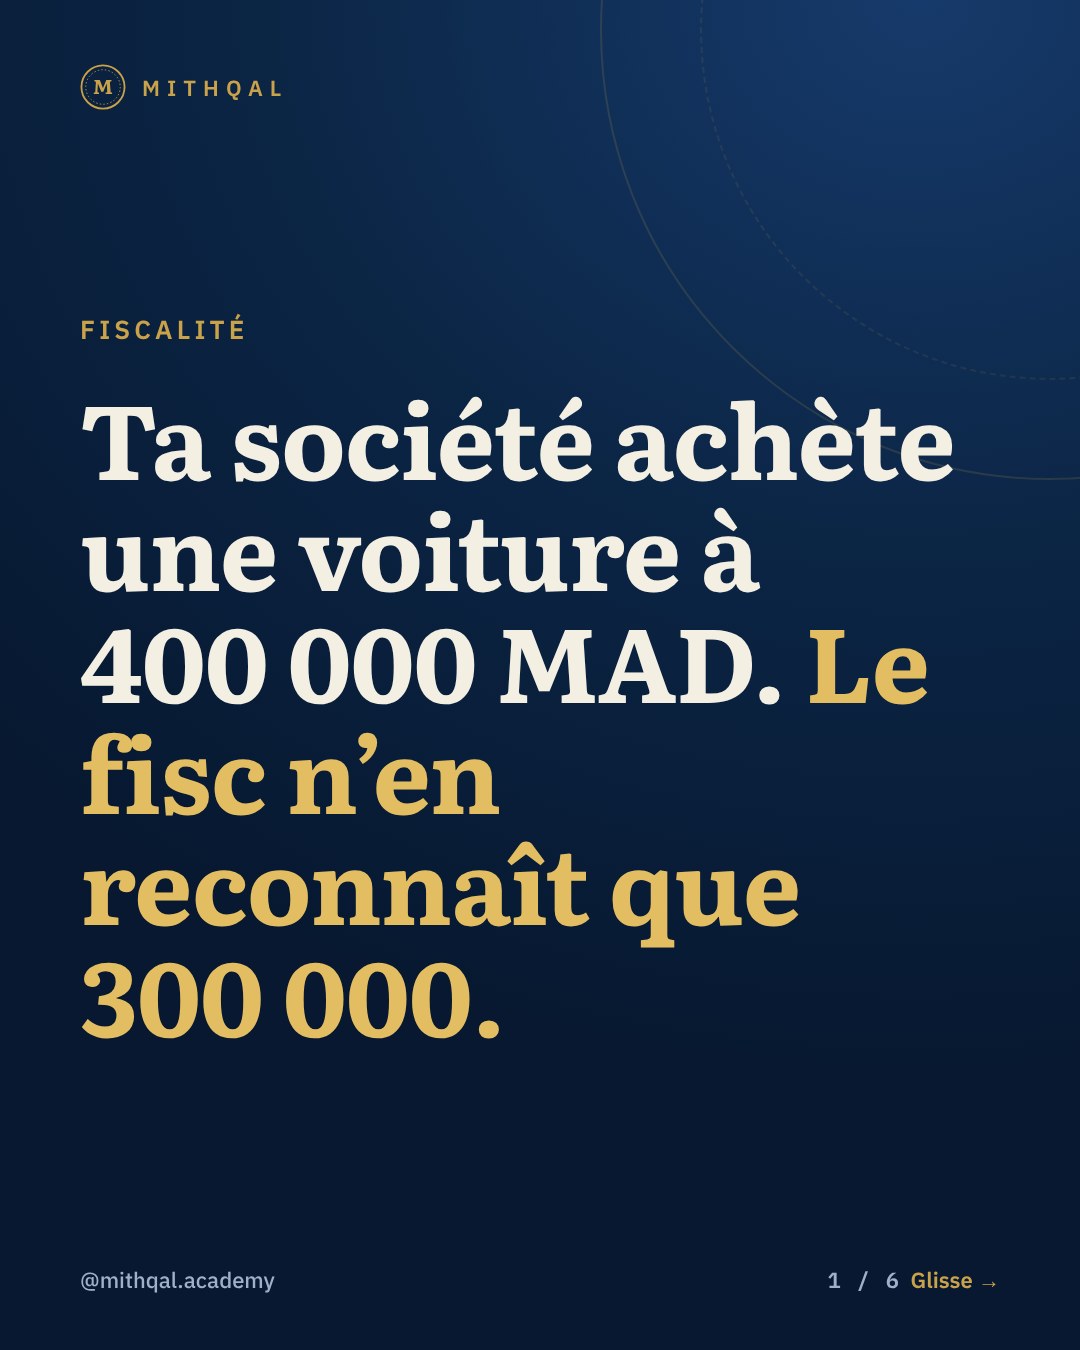 M MITHQAL
FISCALITÉ
Ta société achète
une voiture à
400 000 MAD. Le
fisc n’en
reconnaît que
300 000.
@mithqal.academy
1 / 6 Glisse →